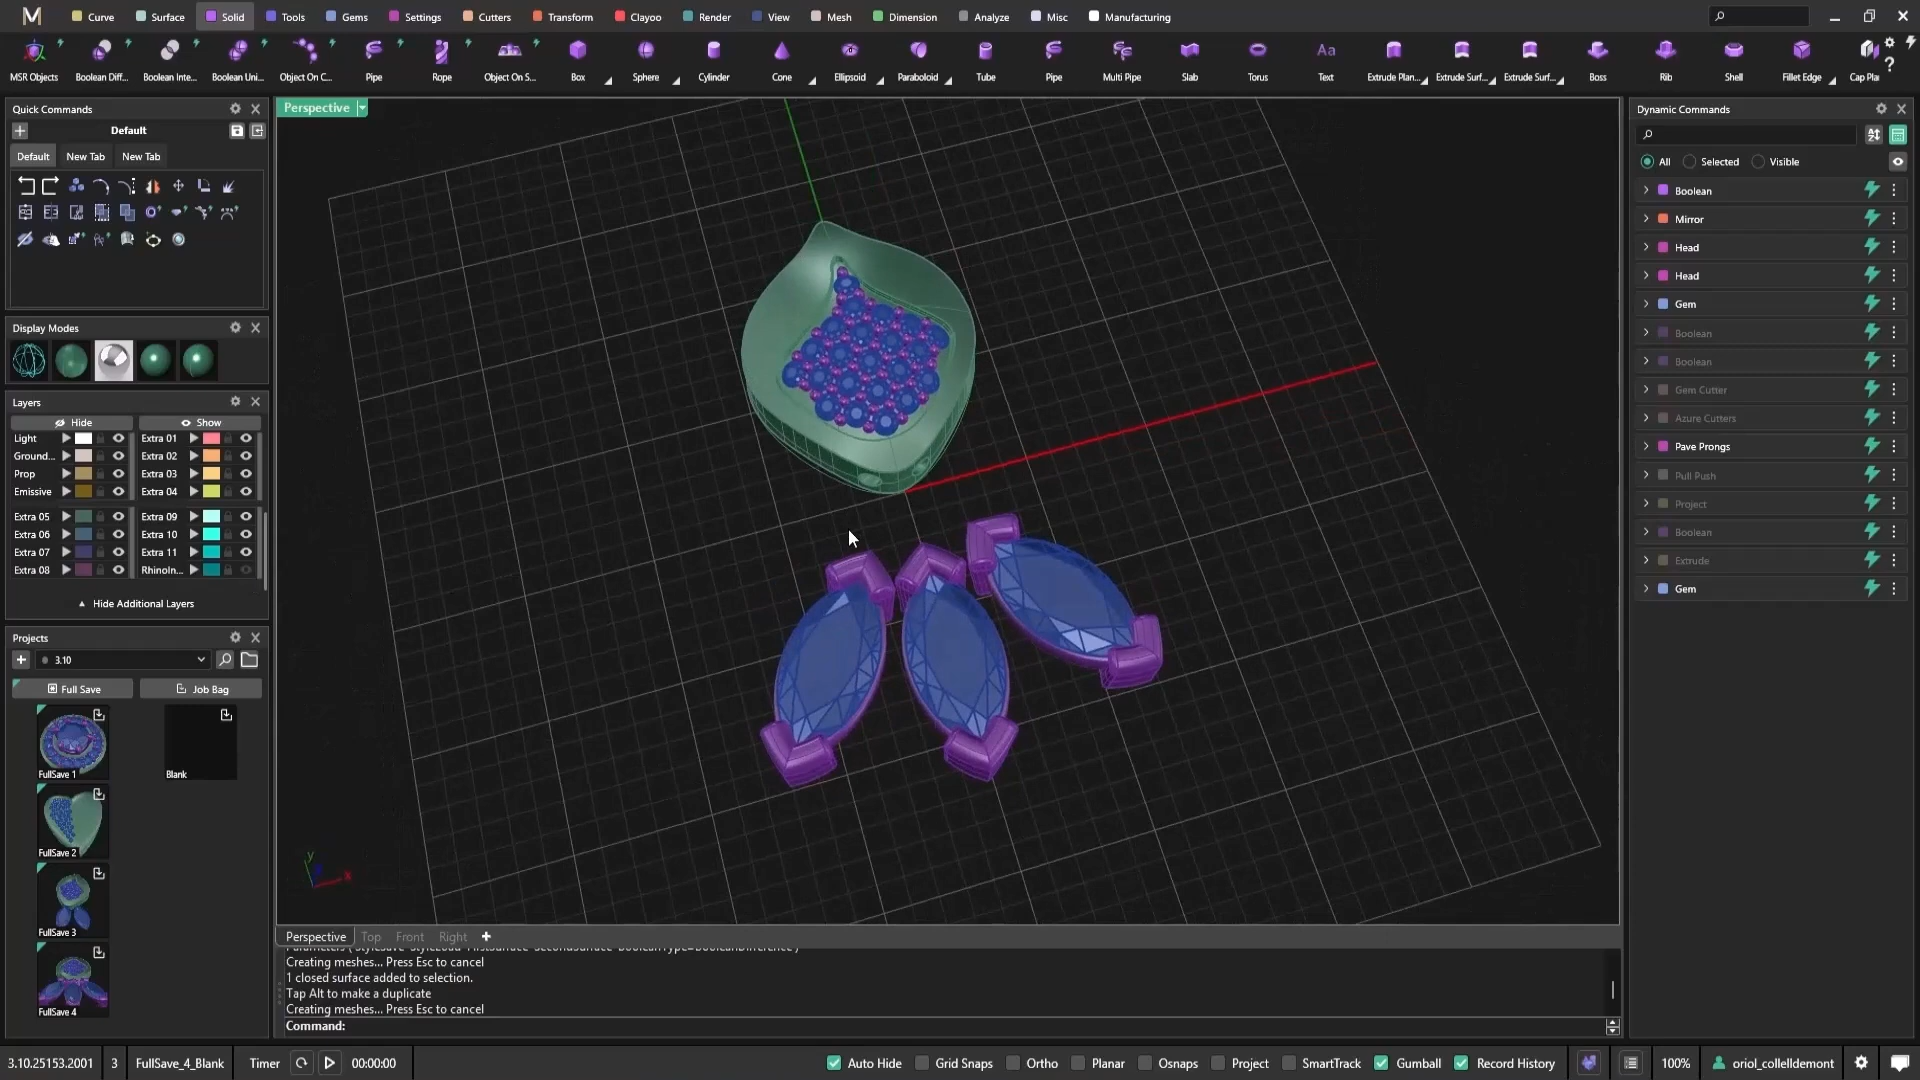 Curve Surface Solid Tools Gems Settings Cutters Transform Clayoo Render View Mesh Dimension Analyze Misc Manufacturing
MSR Objects Boolean Diff... Boolean Inte... Boolean Uni... Object On C... Pipe Rope Object On S... Box Sphere Cylinder Cone Ellipsoid Paraboloid Tube Pipe Multi Pipe Slab Torus Text Extrude Plan... Extrude Surf... Extrude Surf... Boss Rib Shell Fillet Edge Cap Pla
Aa
?
Quick Commands
Default
Default New Tab New Tab
Display Modes
Layers
Hide Show
Light Extra 01
Ground... Extra 02
Prop Extra 03
Emissive Extra 04
Extra 05 Extra 09
Extra 06 Extra 10
Extra 07 Extra 11
Extra 08 RhinoIn...
Hide Additional Layers
Projects
3.10
Full Save Job Bag
FullSave 1 Blank
FullSave 2
FullSave 3
FullSave 4
Perspective
y
x
Perspective Top Front Right
Creating meshes... Press Esc to cancel
1 closed surface added to selection.
Tap Alt to make a duplicate
Creating meshes... Press Esc to cancel
Command:
Dynamic Commands
All Selected Visible
Boolean
Mirror
Head
Head
Gem
Boolean
Boolean
Gem Cutter
Azure Cutters
Pave Prongs
Pull Push
Project
Boolean
Extrude
Gem
3.10.25153.2001 3 FullSave_4_Blank Timer 00:00:00 Auto Hide Grid Snaps Ortho Planar Osnaps Project SmartTrack Gumball Record History 100% oriol_collelldemont